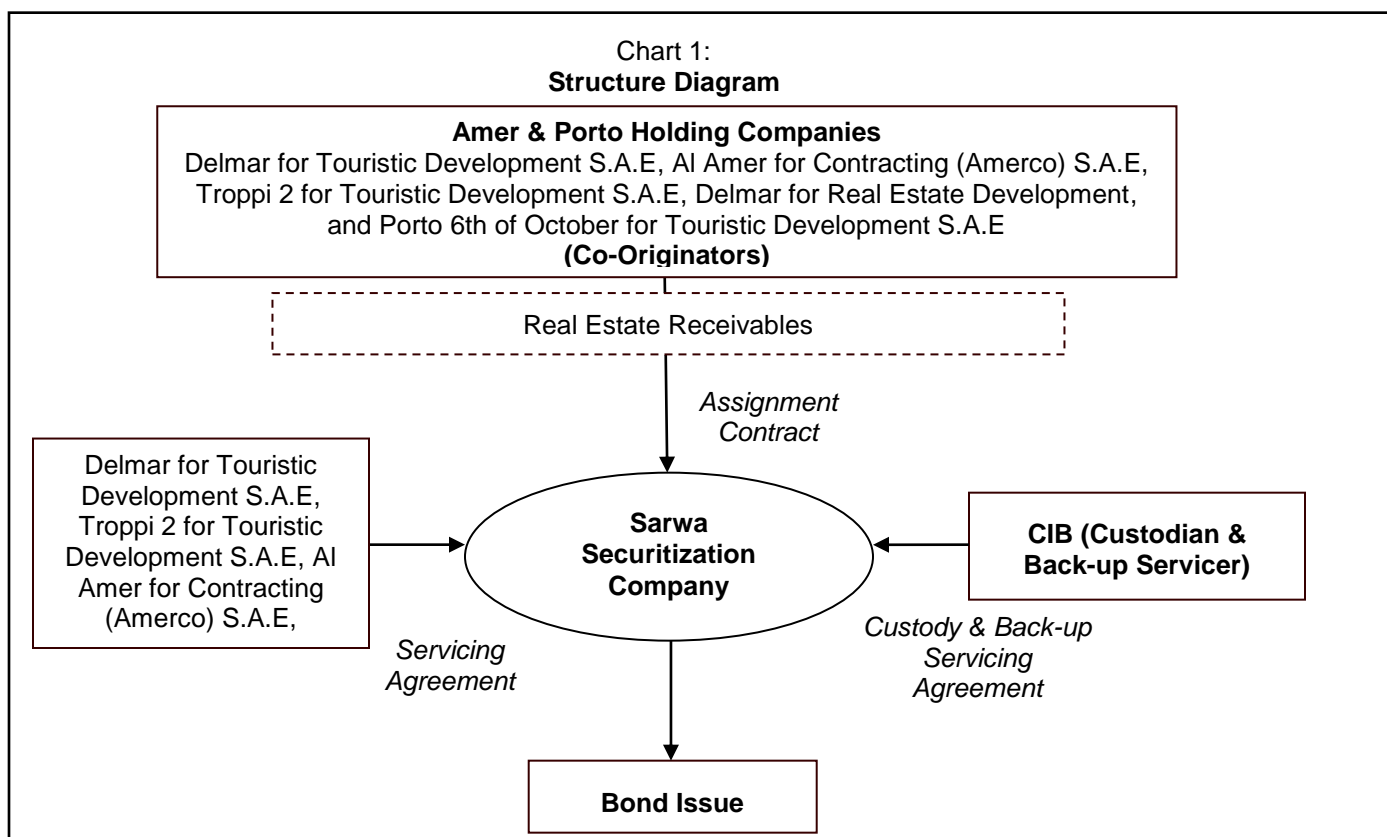 Chart 1:
Structure Diagram
Amer & Porto Holding Companies
Delmar for Touristic Development S.A.E, Al Amer for Contracting (Amerco) S.A.E,
Troppi 2 for Touristic Development S.A.E, Delmar for Real Estate Development,
and Porto 6th of October for Touristic Development S.A.E
(Co-Originators)
Real Estate Receivables
Assignment
Contract
Delmar for Touristic
Development S.A.E,
Troppi 2 for Touristic
Development S.A.E, Al
Amer for Contracting
(Amerco) S.A.E,
Servicing
Agreement
Sarwa
Securitization
Company
CIB (Custodian &
Back-up Servicer)
Custody & Back-up
Servicing
Agreement
Bond Issue